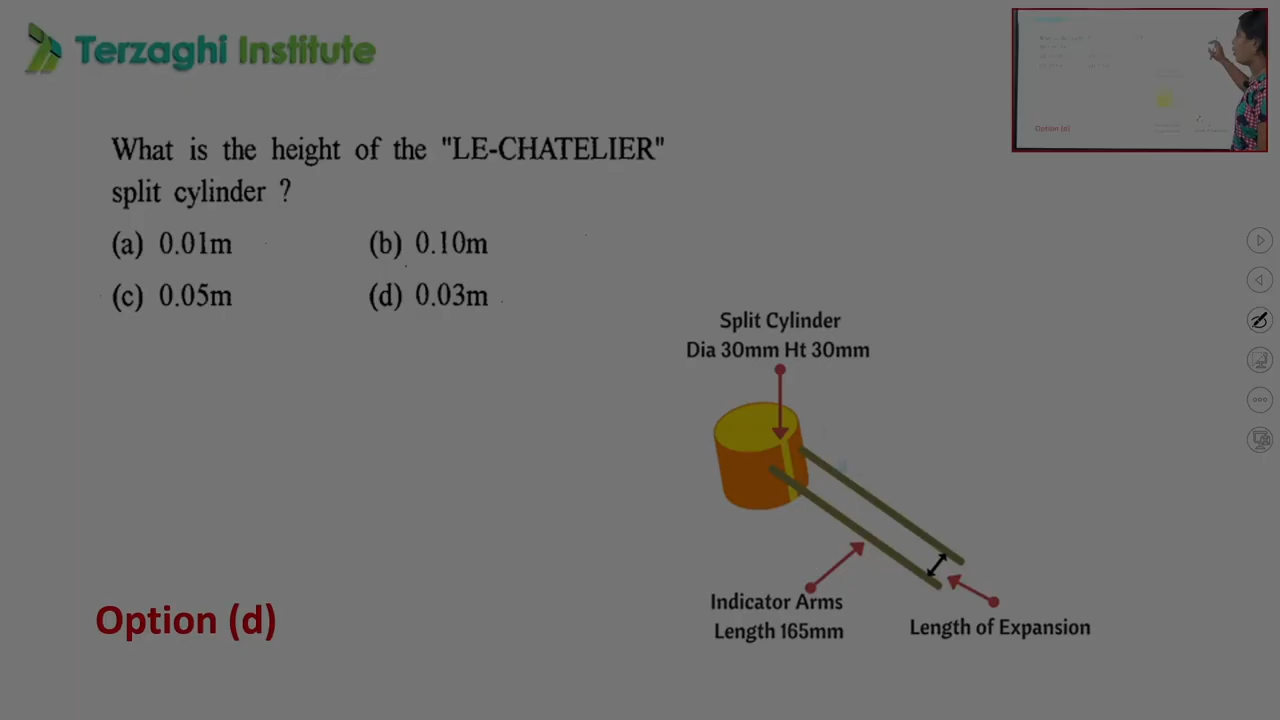 Terzaghi Institute
What is the height of the "LE-CHATELIER"
split cylinder ?
(a) 0.01m (b) 0.10m
(c) 0.05m (d) 0.03m
Split Cylinder
Dia 30mm Ht 30mm
Indicator Arms
Length 165mm
Length of Expansion
Option (d)
Option (d)